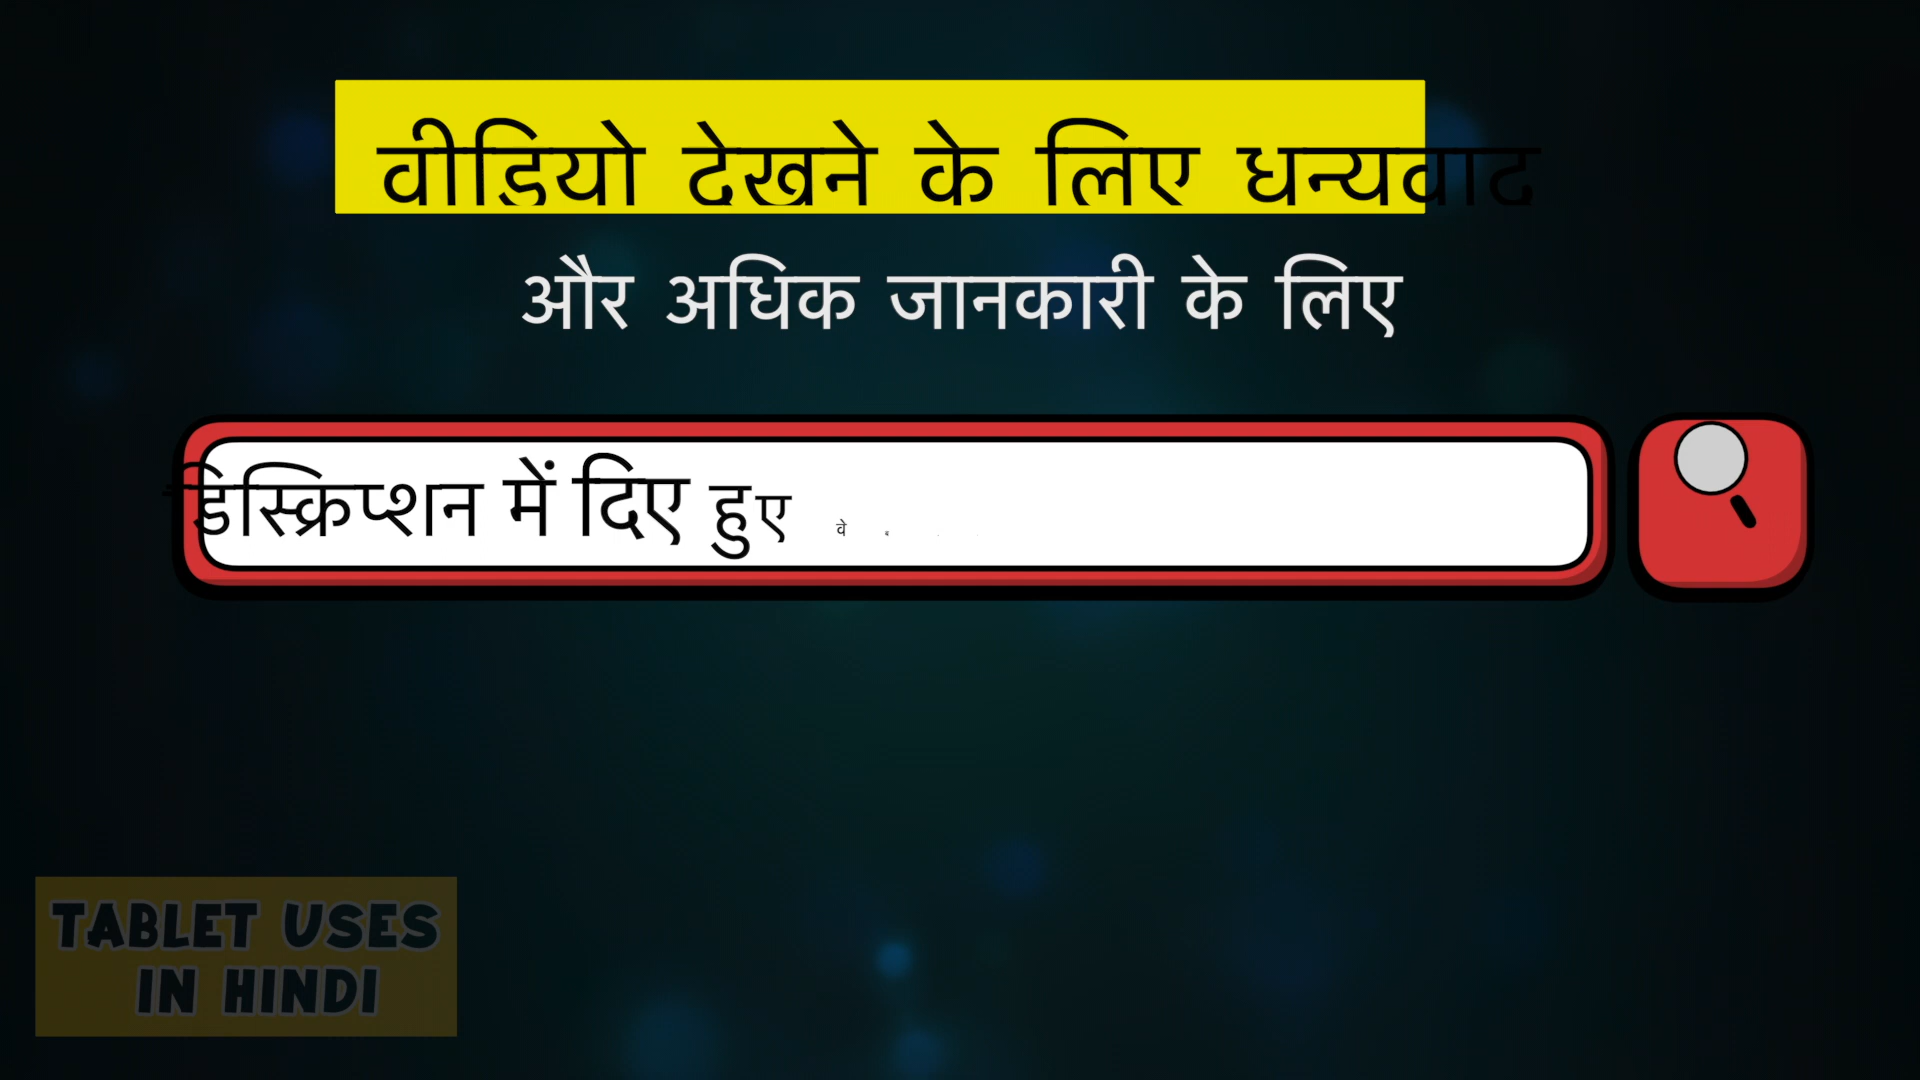 वीडियो देखने के लिए धन्यवाद
और अधिक जानकारी के लिए
डिस्क्रिप्शन में दिए हुए वे
TABLET USES
IN HINDI